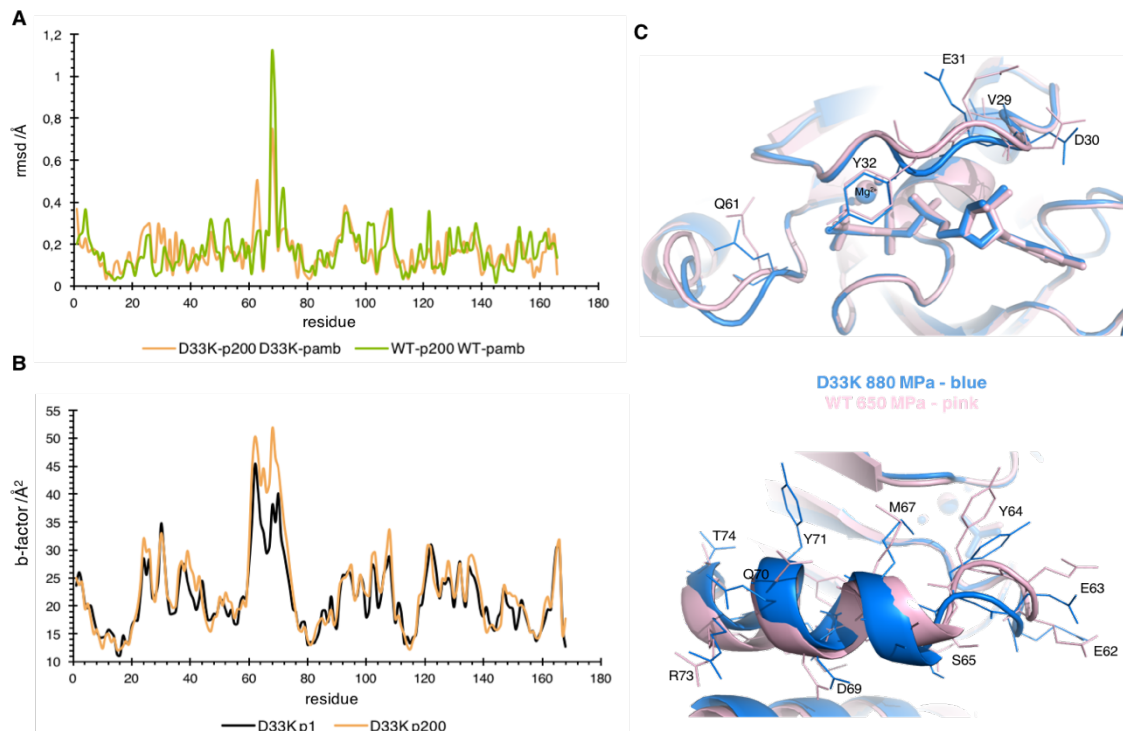 A
rmsd /Å
1,2
1
0,8
0,6
0,4
0,2
0
0 20 40 60 80 100 120 140 160 180
residue
D33K-p200 D33K-pamb WT-p200 WT-pamb
B
b-factor /Å2
55
50
45
40
35
30
25
20
15
10
0 20 40 60 80 100 120 140 160 180
residue
D33K p1 D33K p200
C
E31
V29
D30
Y32
Mg2+
Q61
D33K 880 MPa - blue
WT 650 MPa - pink
M67
Y64
T74
Y71
Q70
E63
E62
S65
R73
D69